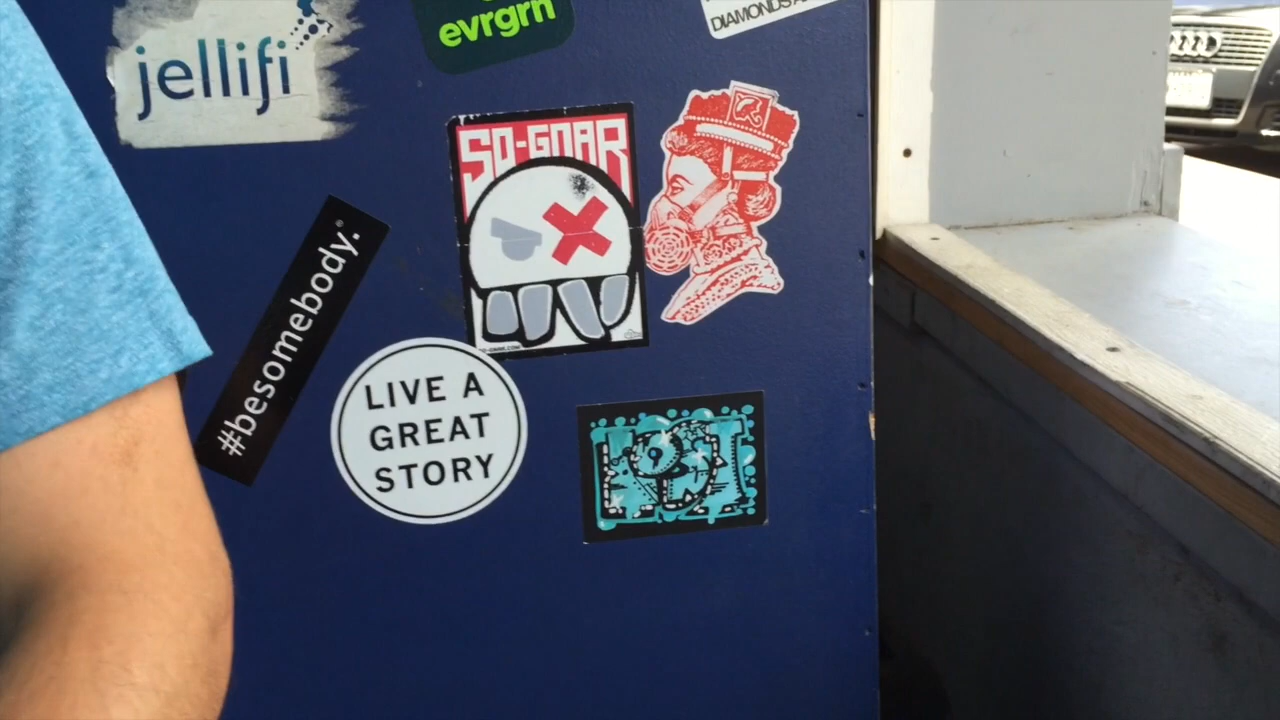 jellifi
evrgrn
DIAMONDS A
SO-GNAR
#besomebody.®
LIVE A
GREAT
STORY